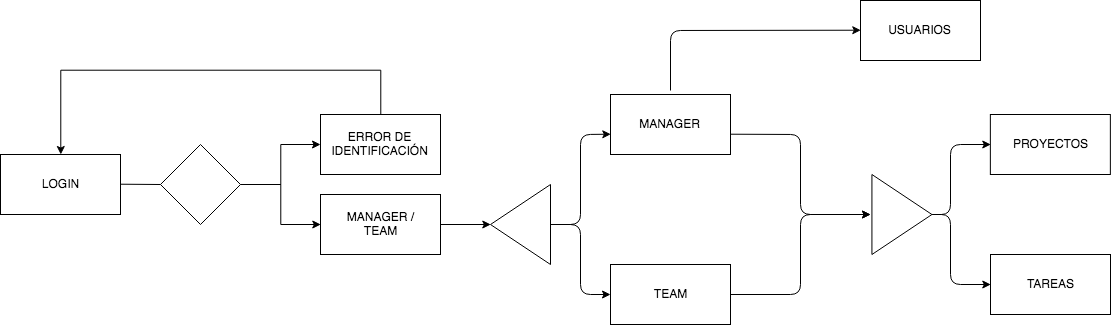 USUARIOS
MANAGER
ERROR DE
IDENTIFICACIÓN
PROYECTOS
LOGIN
MANAGER /
TEAM
TEAM
TAREAS